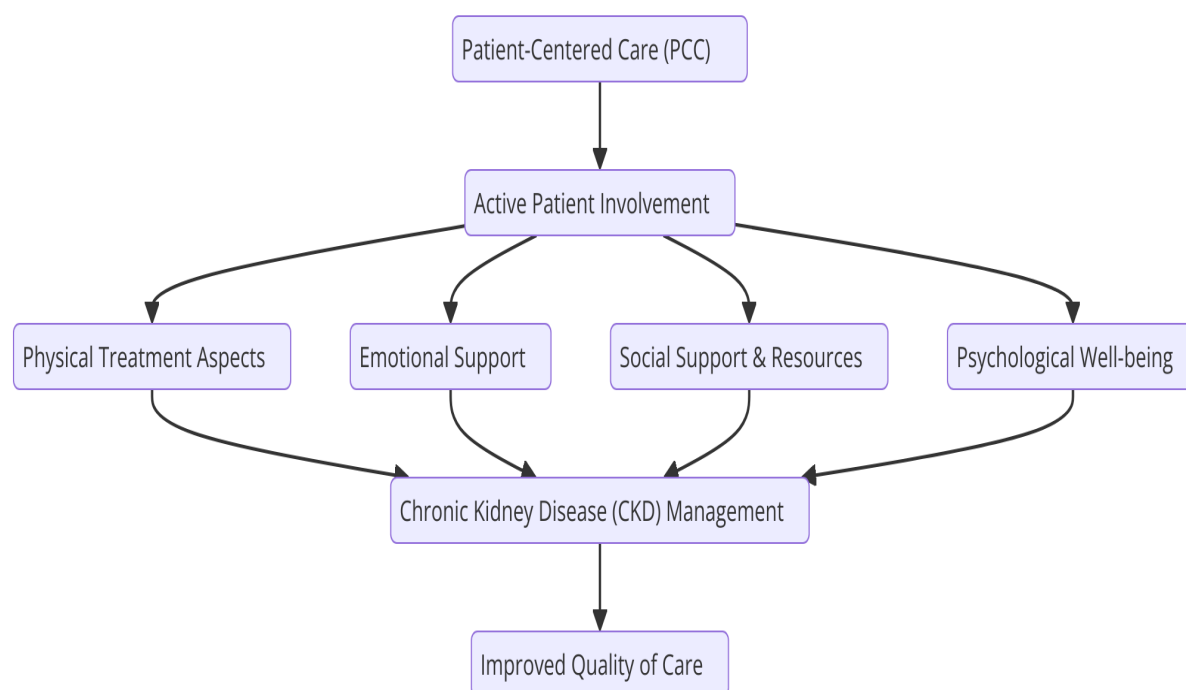 Patient-Centered Care (PCC)
Active Patient Involvement
Physical Treatment Aspects
Emotional Support
Social Support & Resources
Psychological Well-being
Chronic Kidney Disease (CKD) Management
Improved Quality of Care